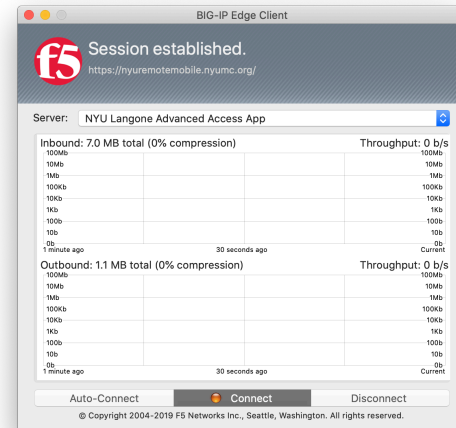 BIG-IP Edge Client
f5
Session established.
https://nyuremotemobile.nyumc.org/
Server: NYU Langone Advanced Access App
Inbound: 7.0 MB total (0% compression) Throughput: 0 b/s
100Mb 100Mb
10Mb 10Mb
1Mb 1Mb
100Kb 100Kb
10Kb 10Kb
1Kb 1Kb
100b 100b
10b 10b
0b 0b
1 minute ago 30 seconds ago Current
Outbound: 1.1 MB total (0% compression) Throughput: 0 b/s
100Mb 100Mb
10Mb 10Mb
1Mb 1Mb
100Kb 100Kb
10Kb 10Kb
1Kb 1Kb
100b 100b
10b 10b
0b 0b
1 minute ago 30 seconds ago Current
Auto-Connect Connect Disconnect
© Copyright 2004-2019 F5 Networks Inc., Seattle, Washington. All rights reserved.